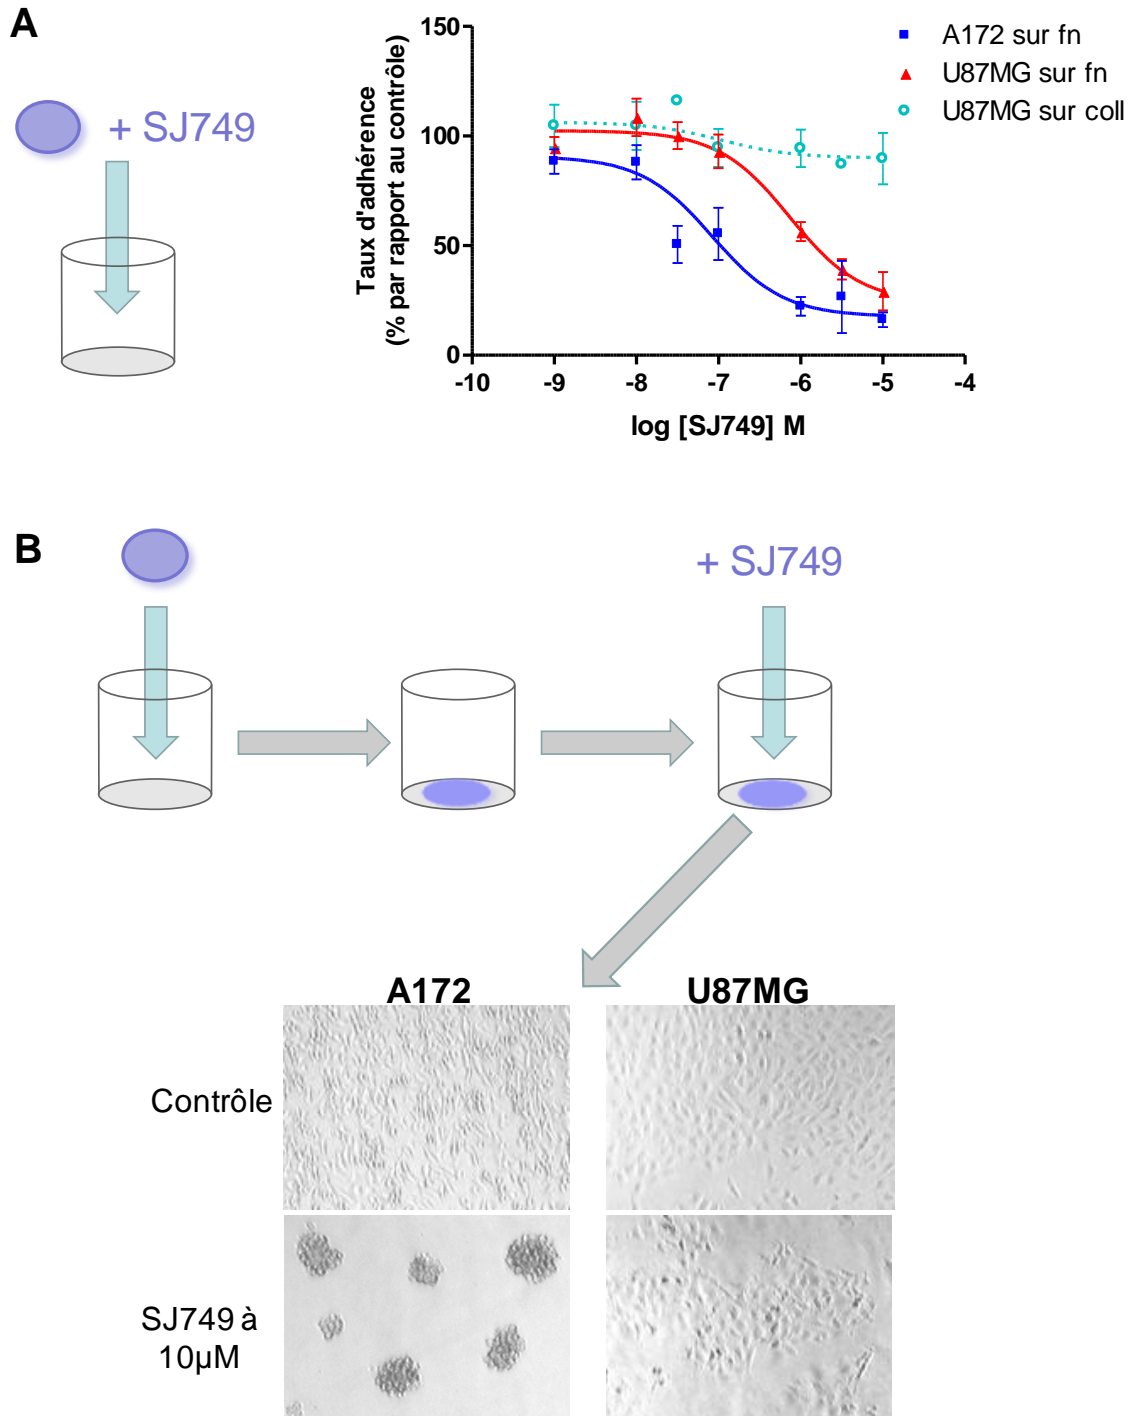 A
+ SJ749
Taux d'adhérence
(% par rapport au contrôle)
150
100
50
0
-10
-9
-8
-7
-6
-5
-4
log [SJ749] M
A172 sur fn
U87MG sur fn
U87MG sur coll
B
+ SJ749
A172
U87MG
Contrôle
SJ749 à
10µM